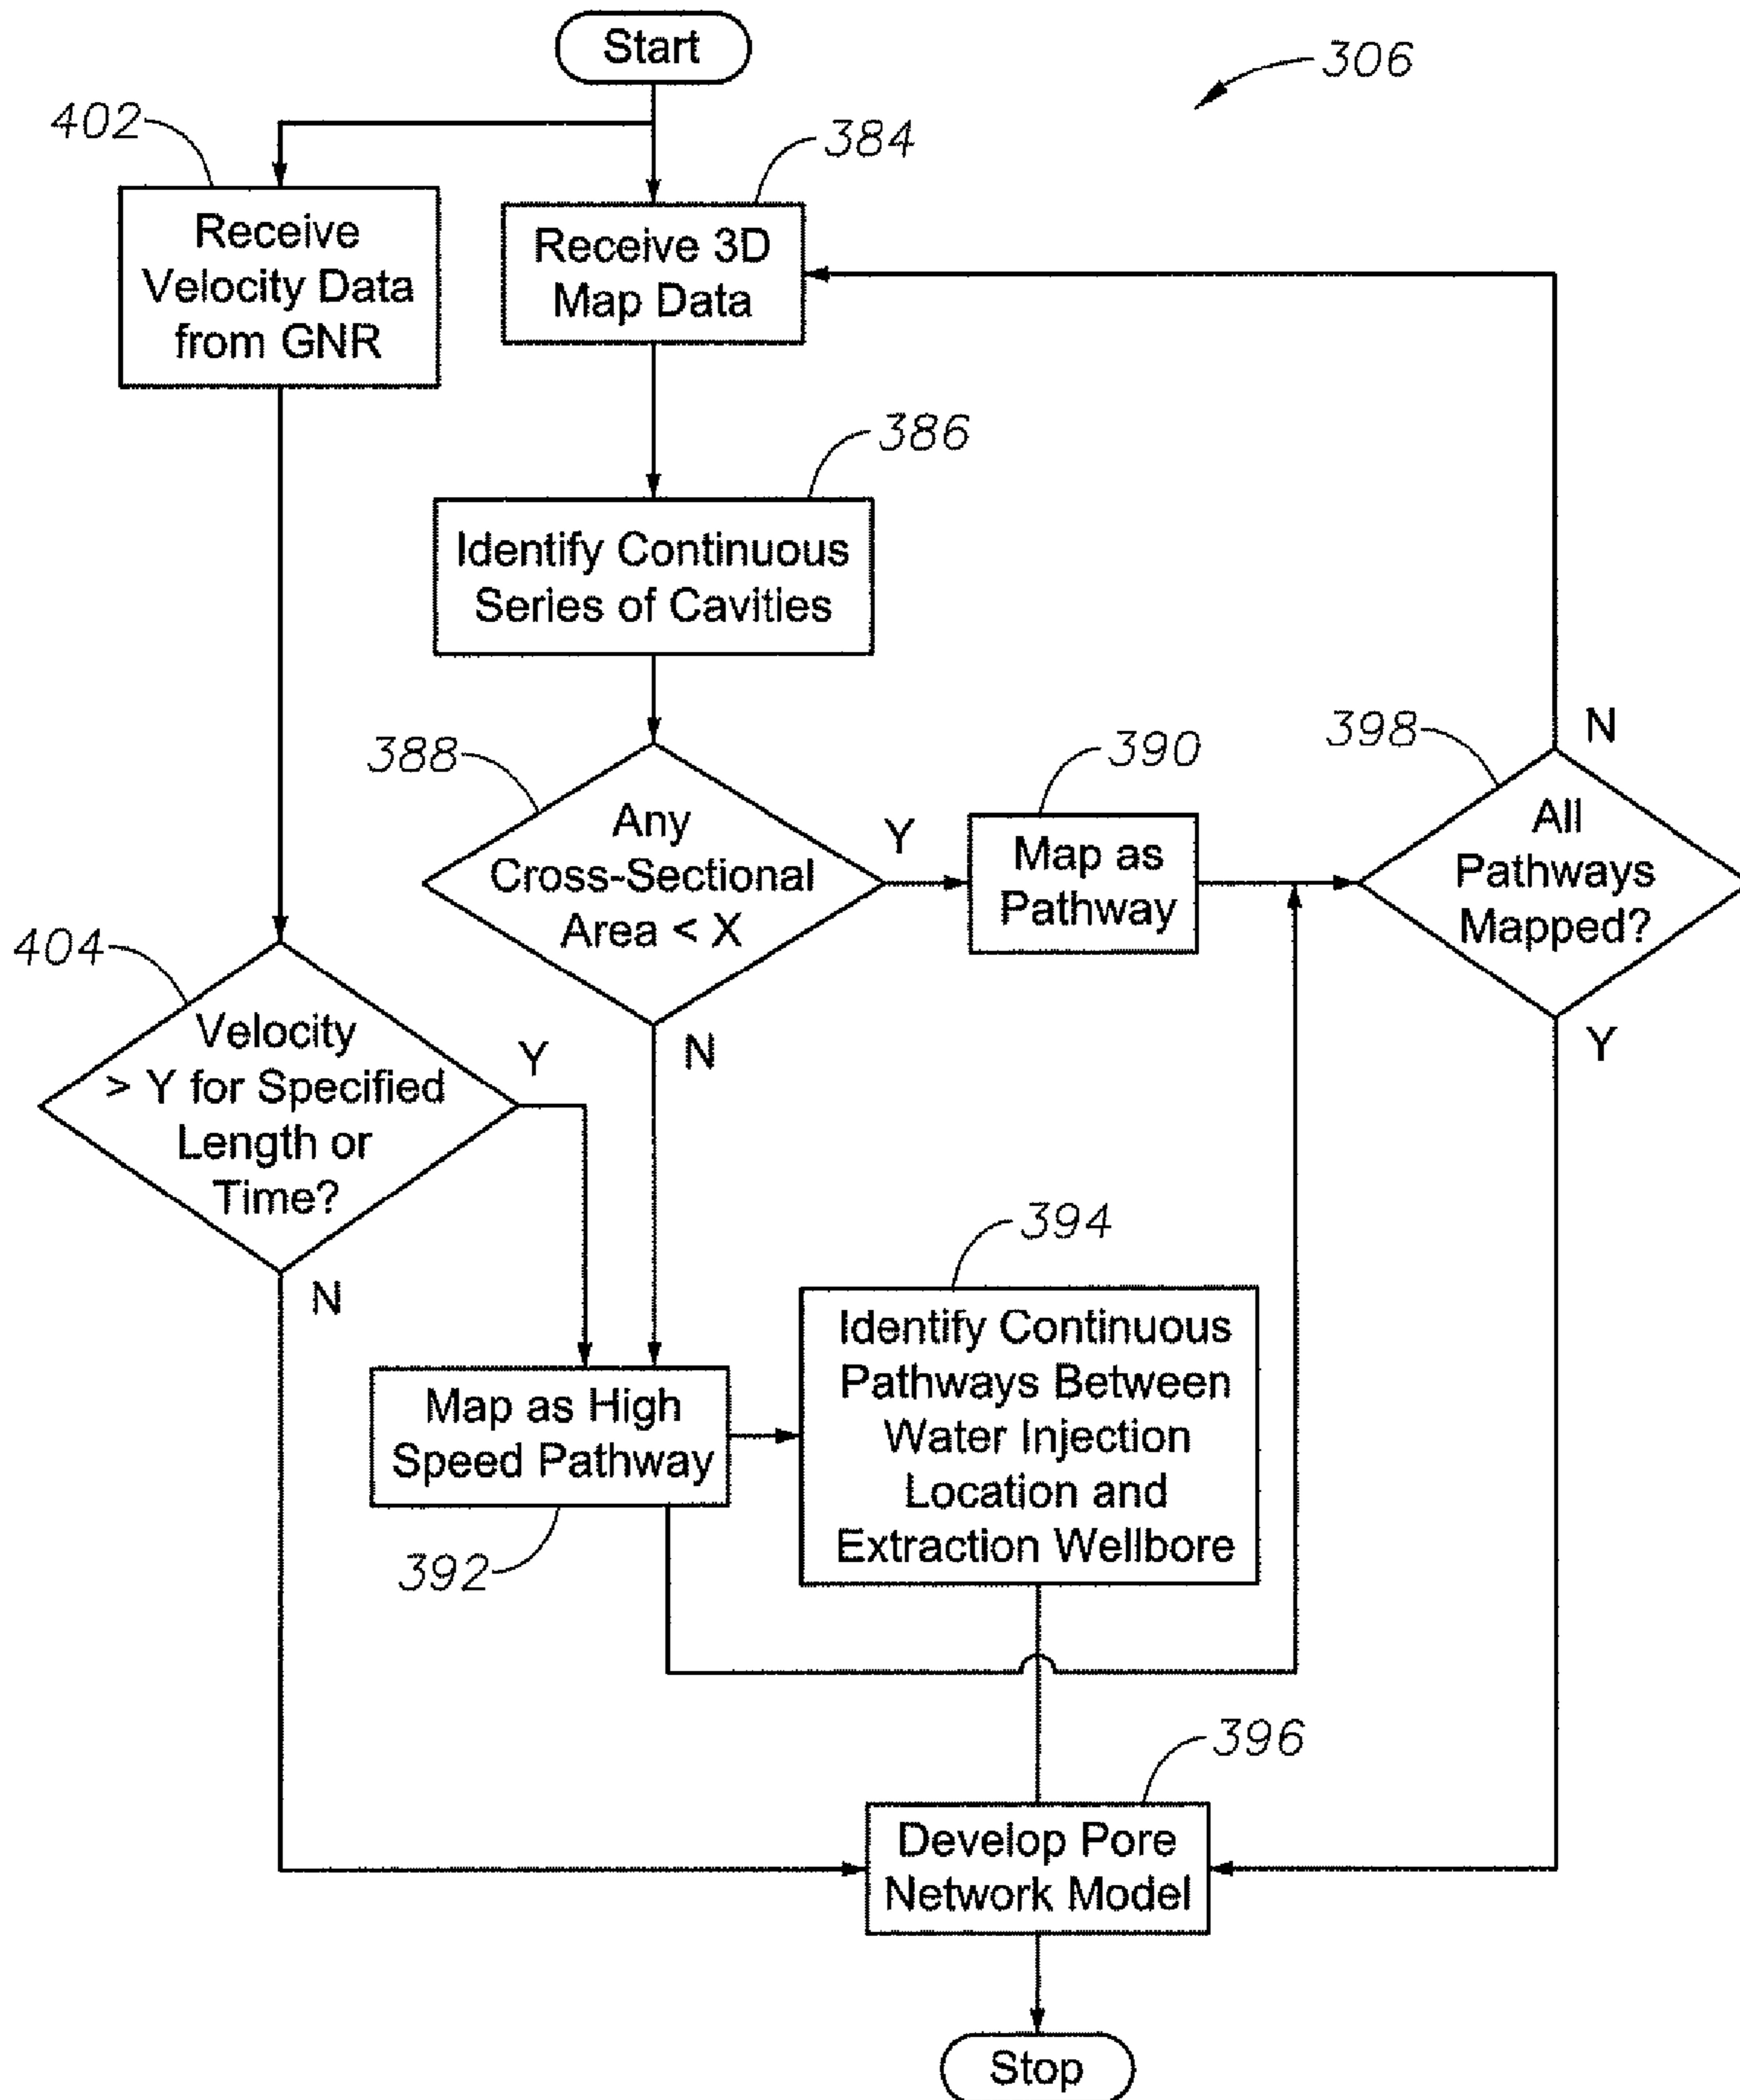 Start
306
402
384
Receive
Velocity Data
from GNR
Receive 3D
Map Data
386
Identify Continuous
Series of Cavities
388
Any
Cross-Sectional
Area < X
Y
N
390
Map as
Pathway
398
All
Pathways
Mapped?
N
Y
404
Velocity
> Y for Specified
Length or
Time?
Y
N
394
Identify Continuous
Pathways Between
Water Injection
Location and
Extraction Wellbore
Map as High
Speed Pathway
392
396
Develop Pore
Network Model
Stop